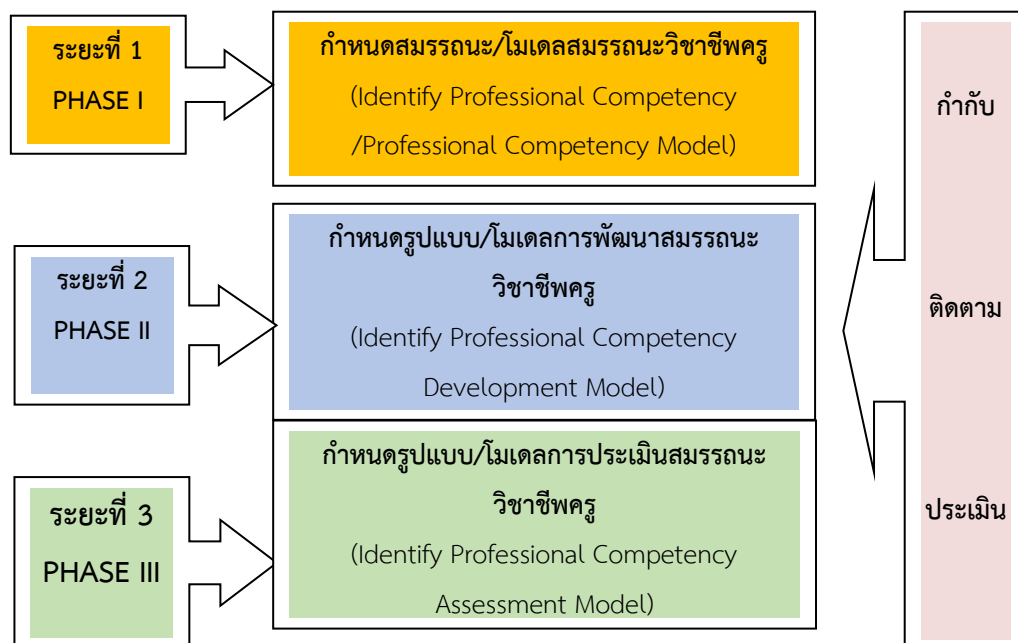 ระยะที่ 1
PHASE I
กำหนดสมรรถนะ/โมเดลสมรรถนะวิชาชีพครู
(Identify Professional Competency
/Professional Competency Model)
ระยะที่ 2
PHASE II
กำหนดรูปแบบ/โมเดลการพัฒนาสมรรถนะ
วิชาชีพครู
(Identify Professional Competency
Development Model)
ระยะที่ 3
PHASE III
กำหนดรูปแบบ/โมเดลการประเมินสมรรถนะ
วิชาชีพครู
(Identify Professional Competency
Assessment Model)
กำกับ
ติดตาม
ประเมิน